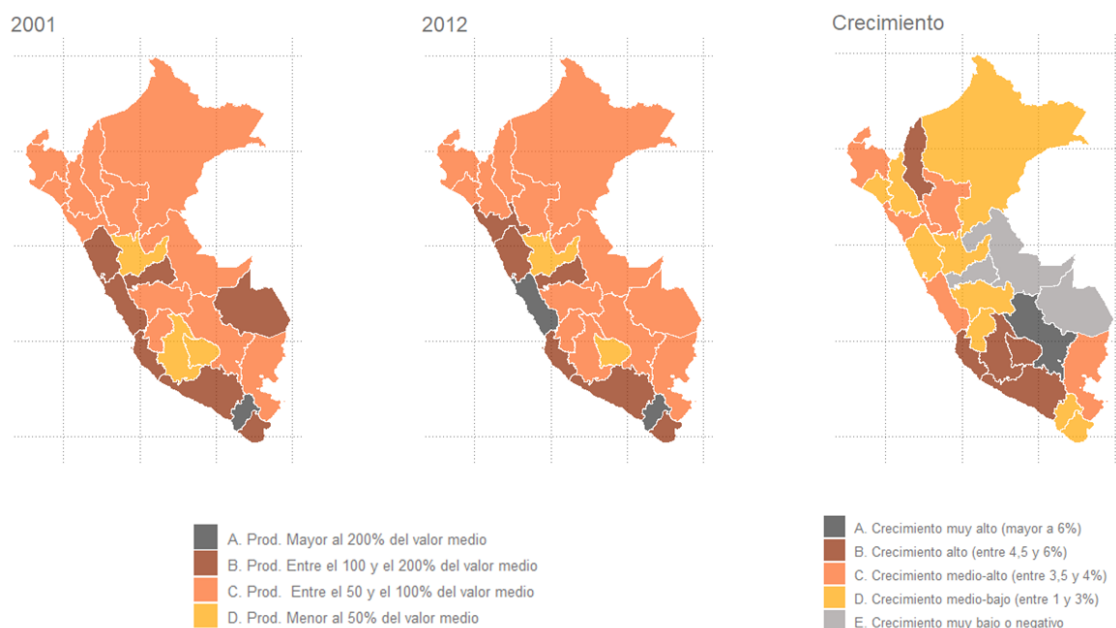 2001
2012
Crecimiento
A. Prod. Mayor al 200% del valor medio
B. Prod. Entre el 100 y el 200% del valor medio
C. Prod. Entre el 50 y el 100% del valor medio
D. Prod. Menor al 50% del valor medio
A. Crecimiento muy alto (mayor a 6%)
B. Crecimiento alto (entre 4,5 y 6%)
C. Crecimiento medio-alto (entre 3,5 y 4%)
D. Crecimiento medio-bajo (entre 1 y 3%)
E. Crecimiento muy bajo o negativo